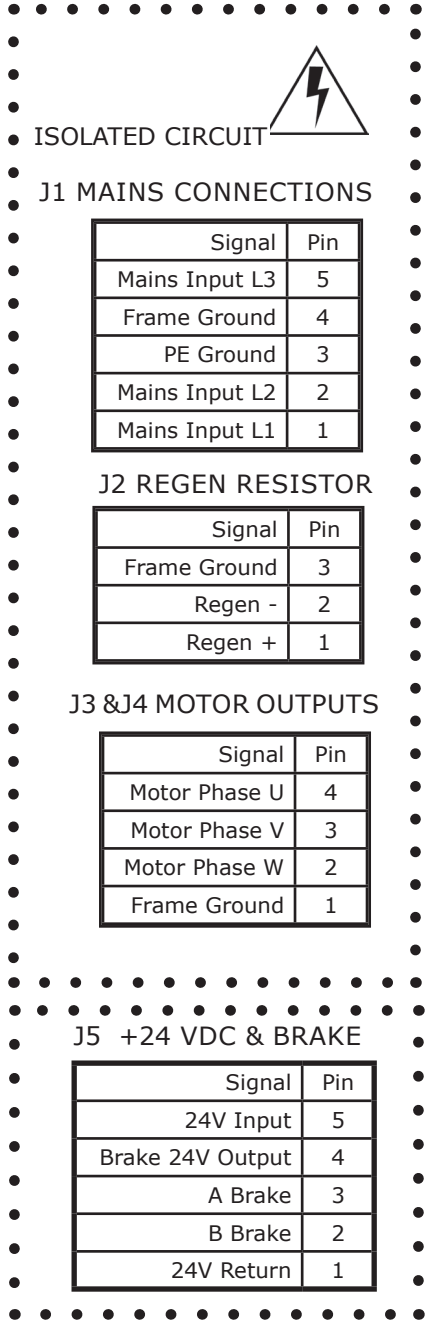 ISOLATED CIRCUIT
J1 MAINS CONNECTIONS
Signal Pin
Mains Input L3 5
Frame Ground 4
PE Ground 3
Mains Input L2 2
Mains Input L1 1
J2 REGEN RESISTOR
Signal Pin
Frame Ground 3
Regen - 2
Regen + 1
J3 &J4 MOTOR OUTPUTS
Signal Pin
Motor Phase U 4
Motor Phase V 3
Motor Phase W 2
Frame Ground 1
J5 +24 VDC & BRAKE
Signal Pin
24V Input 5
Brake 24V Output 4
A Brake 3
B Brake 2
24V Return 1